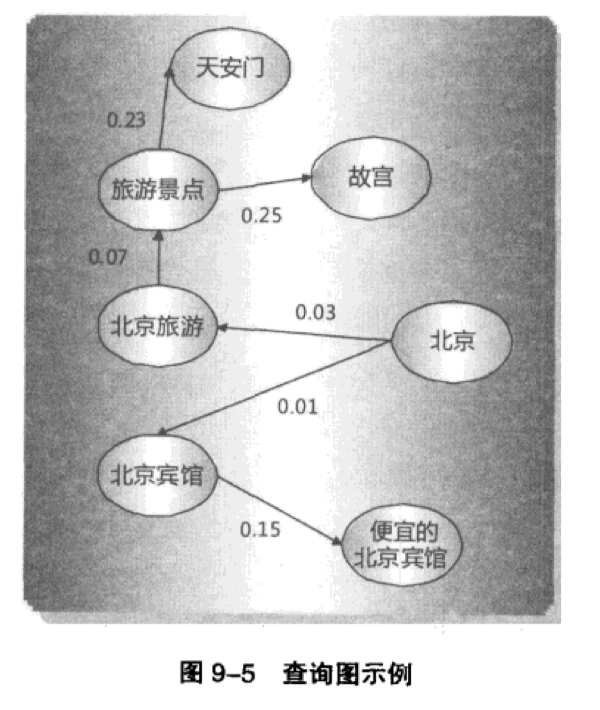 天安门
0.23
旅游景点
故宫
0.25
0.07
北京旅游
0.03
北京
0.01
北京宾馆
0.15
便宜的
北京宾馆
图 9-5 查询图示例